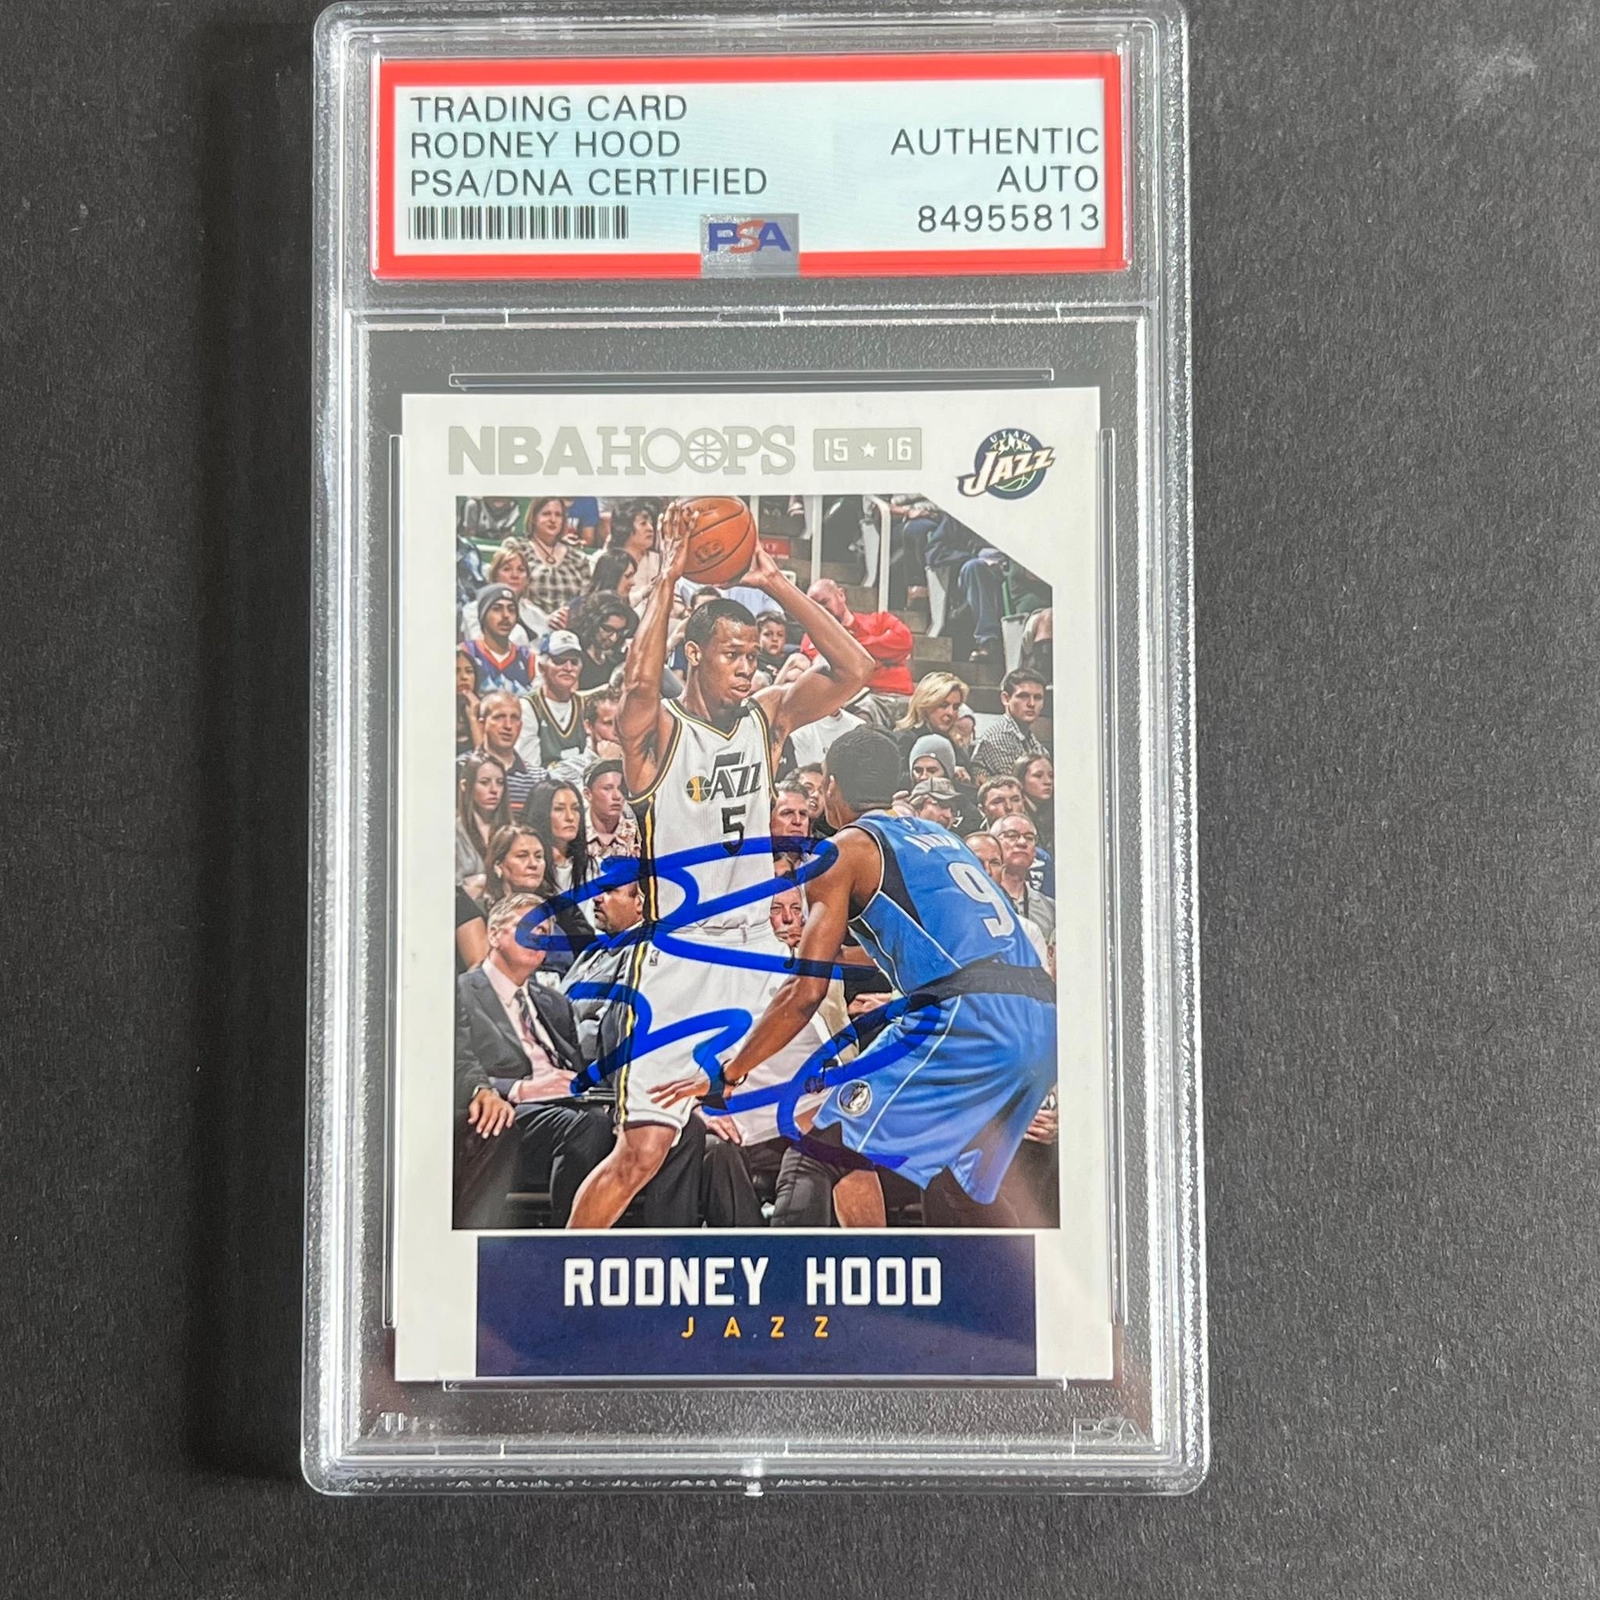 TRADING CARD
RODNEY HOOD
PSA/DNA CERTIFIED
AUTHENTIC
AUTO
84955813
PSA
NBA HOOPS 15 ★ 16
UTAH
JAZZ
JAZZ
5
9
RODNEY HOOD
JAZZ
PSA